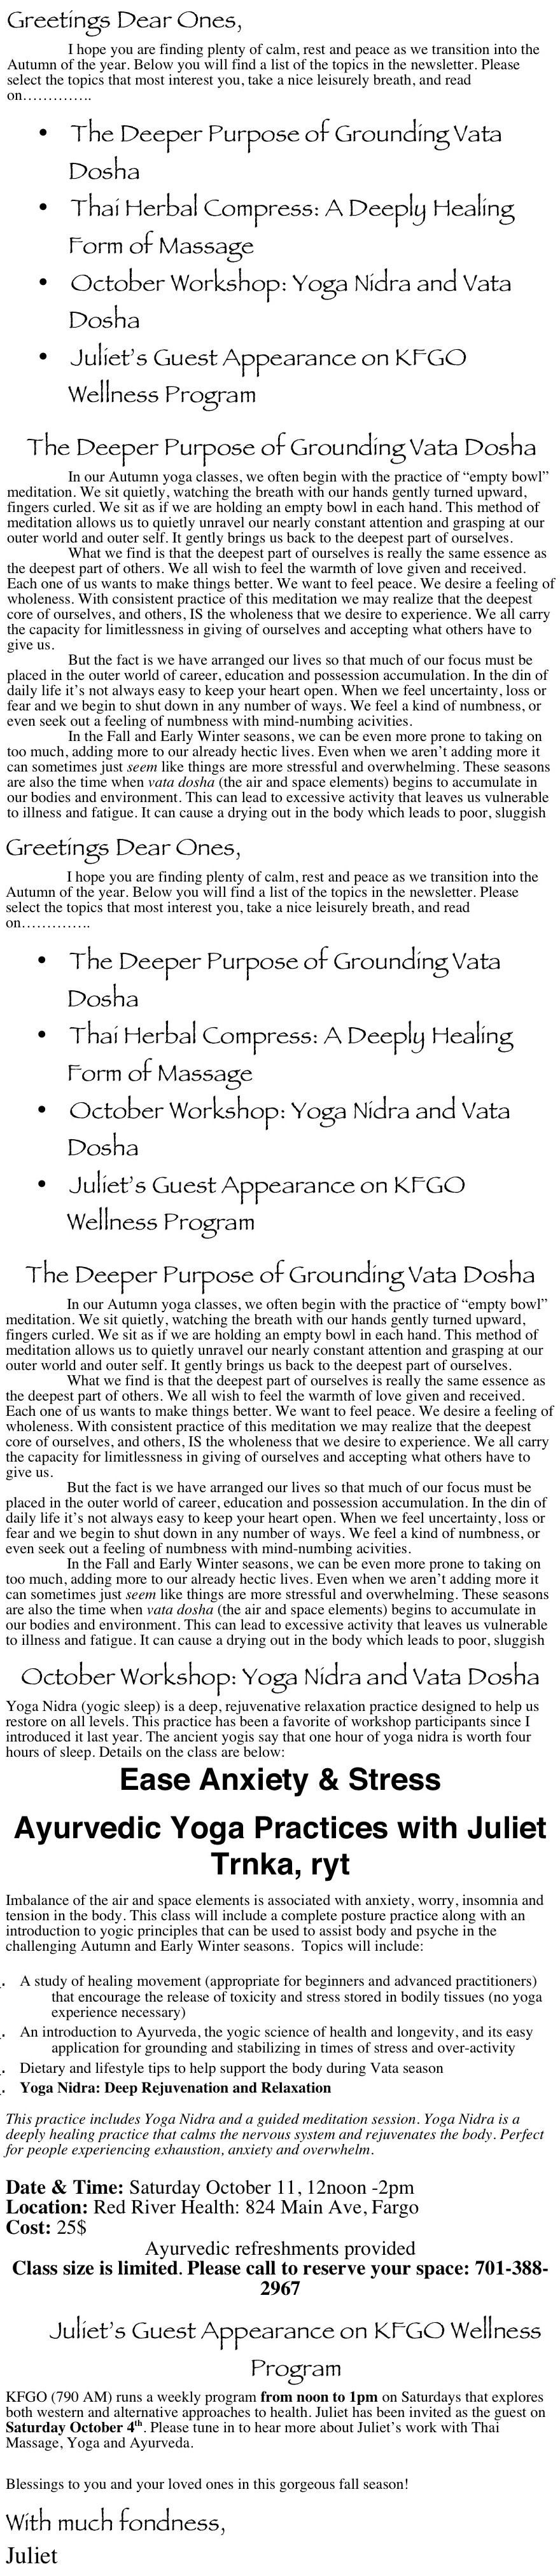 Greetings Dear Ones,
I hope you are finding plenty of calm, rest and peace as we transition into the
Autumn of the year. Below you will find a list of the topics in the newsletter. Please
select the topics that most interest you, take a nice leisurely breath, and read
on…………..
• The Deeper Purpose of Grounding Vata
Dosha
• Thai Herbal Compress: A Deeply Healing
Form of Massage
• October Workshop: Yoga Nidra and Vata
Dosha
• Juliet’s Guest Appearance on KFGO
Wellness Program
The Deeper Purpose of Grounding Vata Dosha
In our Autumn yoga classes, we often begin with the practice of “empty bowl”
meditation. We sit quietly, watching the breath with our hands gently turned upward,
fingers curled. We sit as if we are holding an empty bowl in each hand. This method of
meditation allows us to quietly unravel our nearly constant attention and grasping at our
outer world and outer self. It gently brings us back to the deepest part of ourselves.
What we find is that the deepest part of ourselves is really the same essence as
the deepest part of others. We all wish to feel the warmth of love given and received.
Each one of us wants to make things better. We want to feel peace. We desire a feeling of
wholeness. With consistent practice of this meditation we may realize that the deepest
core of ourselves, and others, IS the wholeness that we desire to experience. We all carry
the capacity for limitlessness in giving of ourselves and accepting what others have to
give us.
But the fact is we have arranged our lives so that much of our focus must be
placed in the outer world of career, education and possession accumulation. In the din of
daily life it’s not always easy to keep your heart open. When we feel uncertainty, loss or
fear and we begin to shut down in any number of ways. We feel a kind of numbness, or
even seek out a feeling of numbness with mind-numbing acivities.
In the Fall and Early Winter seasons, we can be even more prone to taking on
too much, adding more to our already hectic lives. Even when we aren’t adding more it
can sometimes just seem like things are more stressful and overwhelming. These seasons
are also the time when vata dosha (the air and space elements) begins to accumulate in
our bodies and environment. This can lead to excessive activity that leaves us vulnerable
to illness and fatigue. It can cause a drying out in the body which leads to poor, sluggish
Greetings Dear Ones,
I hope you are finding plenty of calm, rest and peace as we transition into the
Autumn of the year. Below you will find a list of the topics in the newsletter. Please
select the topics that most interest you, take a nice leisurely breath, and read
on…………..
• The Deeper Purpose of Grounding Vata
Dosha
• Thai Herbal Compress: A Deeply Healing
Form of Massage
• October Workshop: Yoga Nidra and Vata
Dosha
• Juliet’s Guest Appearance on KFGO
Wellness Program
The Deeper Purpose of Grounding Vata Dosha
In our Autumn yoga classes, we often begin with the practice of “empty bowl”
meditation. We sit quietly, watching the breath with our hands gently turned upward,
fingers curled. We sit as if we are holding an empty bowl in each hand. This method of
meditation allows us to quietly unravel our nearly constant attention and grasping at our
outer world and outer self. It gently brings us back to the deepest part of ourselves.
What we find is that the deepest part of ourselves is really the same essence as
the deepest part of others. We all wish to feel the warmth of love given and received.
Each one of us wants to make things better. We want to feel peace. We desire a feeling of
wholeness. With consistent practice of this meditation we may realize that the deepest
core of ourselves, and others, IS the wholeness that we desire to experience. We all carry
the capacity for limitlessness in giving of ourselves and accepting what others have to
give us.
But the fact is we have arranged our lives so that much of our focus must be
placed in the outer world of career, education and possession accumulation. In the din of
daily life it’s not always easy to keep your heart open. When we feel uncertainty, loss or
fear and we begin to shut down in any number of ways. We feel a kind of numbness, or
even seek out a feeling of numbness with mind-numbing acivities.
In the Fall and Early Winter seasons, we can be even more prone to taking on
too much, adding more to our already hectic lives. Even when we aren’t adding more it
can sometimes just seem like things are more stressful and overwhelming. These seasons
are also the time when vata dosha (the air and space elements) begins to accumulate in
our bodies and environment. This can lead to excessive activity that leaves us vulnerable
to illness and fatigue. It can cause a drying out in the body which leads to poor, sluggish
October Workshop: Yoga Nidra and Vata Dosha
Yoga Nidra (yogic sleep) is a deep, rejuvenative relaxation practice designed to help us
restore on all levels. This practice has been a favorite of workshop participants since I
introduced it last year. The ancient yogis say that one hour of yoga nidra is worth four
hours of sleep. Details on the class are below:
Ease Anxiety & Stress
Ayurvedic Yoga Practices with Juliet
Trnka, ryt
Imbalance of the air and space elements is associated with anxiety, worry, insomnia and
tension in the body. This class will include a complete posture practice along with an
introduction to yogic principles that can be used to assist body and psyche in the
challenging Autumn and Early Winter seasons.  Topics will include:
. A study of healing movement (appropriate for beginners and advanced practitioners)
that encourage the release of toxicity and stress stored in bodily tissues (no yoga
experience necessary)
. An introduction to Ayurveda, the yogic science of health and longevity, and its easy
application for grounding and stabilizing in times of stress and over-activity
. Dietary and lifestyle tips to help support the body during Vata season
. Yoga Nidra: Deep Rejuvenation and Relaxation
This practice includes Yoga Nidra and a guided meditation session. Yoga Nidra is a
deeply healing practice that calms the nervous system and rejuvenates the body. Perfect
for people experiencing exhaustion, anxiety and overwhelm.
Date & Time: Saturday October 11, 12noon -2pm
Location: Red River Health: 824 Main Ave, Fargo
Cost: 25$
Ayurvedic refreshments provided
Class size is limited. Please call to reserve your space: 701-388-
2967
Juliet’s Guest Appearance on KFGO Wellness
Program
KFGO (790 AM) runs a weekly program from noon to 1pm on Saturdays that explores
both western and alternative approaches to health. Juliet has been invited as the guest on
Saturday October 4th. Please tune in to hear more about Juliet’s work with Thai
Massage, Yoga and Ayurveda.
Blessings to you and your loved ones in this gorgeous fall season!
With much fondness,
Juliet